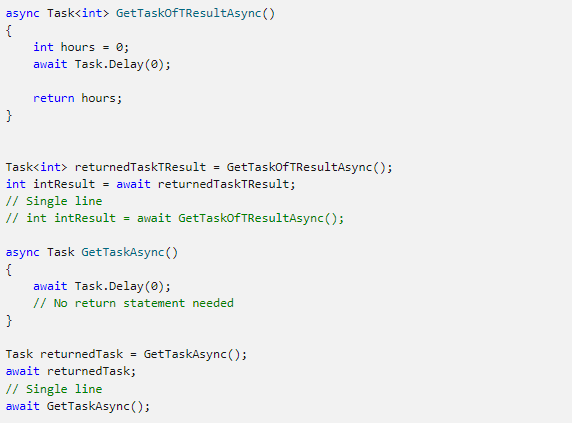 async Task<int> GetTaskOfTResultAsync()
{
    int hours = 0;
    await Task.Delay(0);

    return hours;
}


Task<int> returnedTaskTResult = GetTaskOfTResultAsync();
int intResult = await returnedTaskTResult;
// Single line
// int intResult = await GetTaskOfTResultAsync();

async Task GetTaskAsync()
{
    await Task.Delay(0);
    // No return statement needed
}

Task returnedTask = GetTaskAsync();
await returnedTask;
// Single line
await GetTaskAsync();